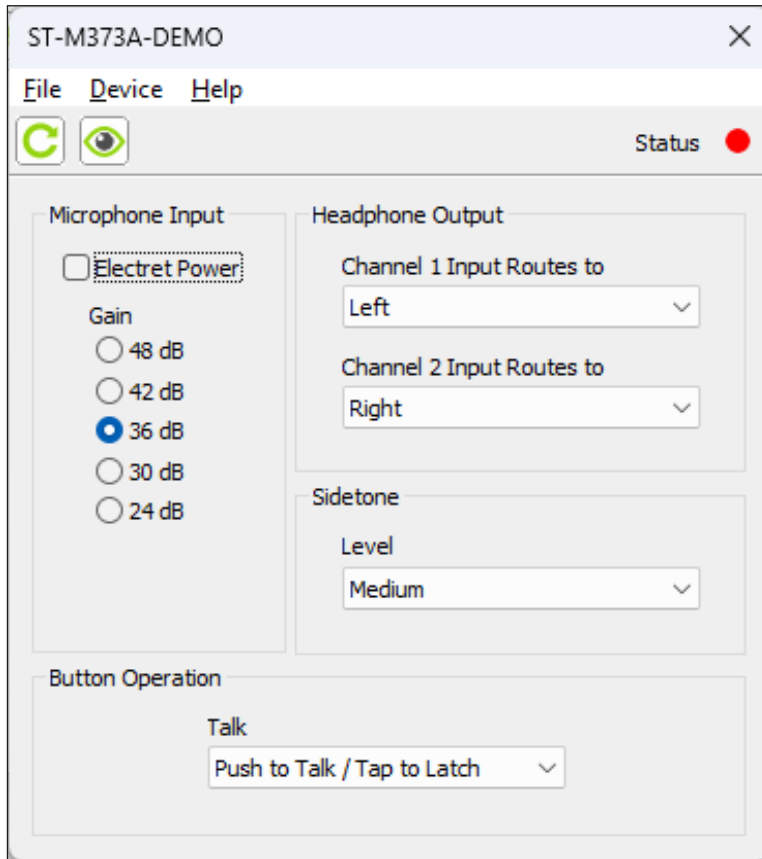 ST-M373A-DEMO
File Device Help
Status
Microphone Input
Electret Power
Gain
48 dB
42 dB
36 dB
30 dB
24 dB
Headphone Output
Channel 1 Input Routes to
Left
Channel 2 Input Routes to
Right
Sidetone
Level
Medium
Button Operation
Talk
Push to Talk / Tap to Latch